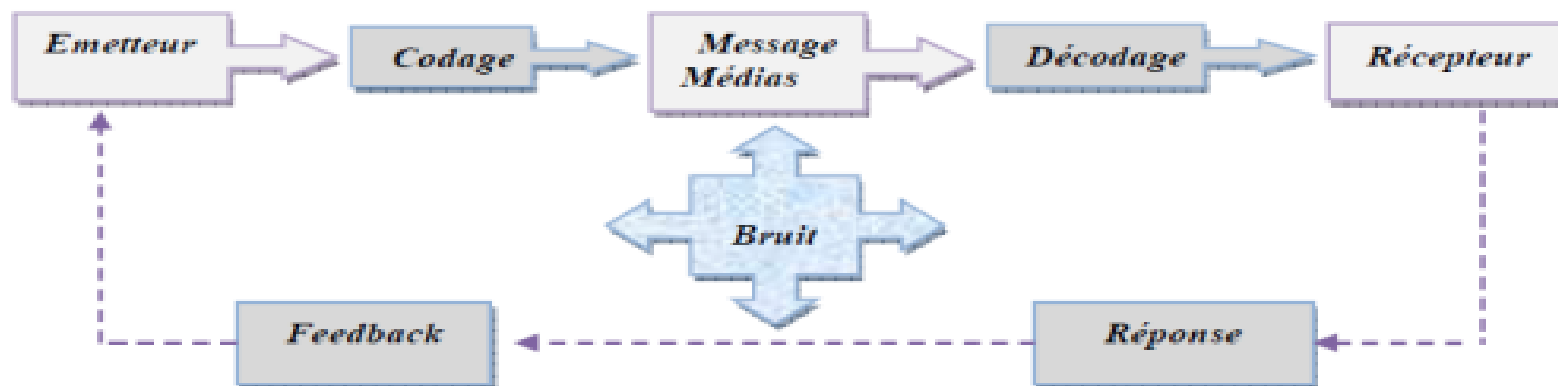 Emetteur
Codage
Message
Médias
Décodage
Récepteur
Bruit
Feedback
Réponse